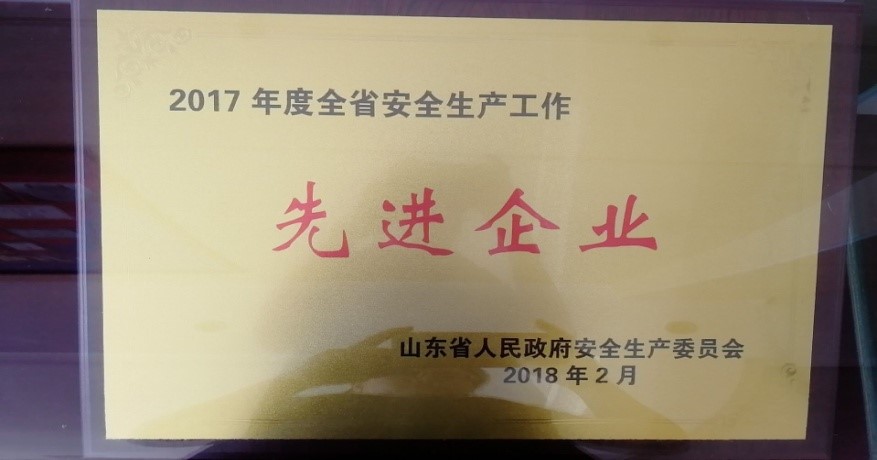 2017 年度全省安全生产工作
先进企业
山东省人民政府安全生产委员会
2018 年 2 月